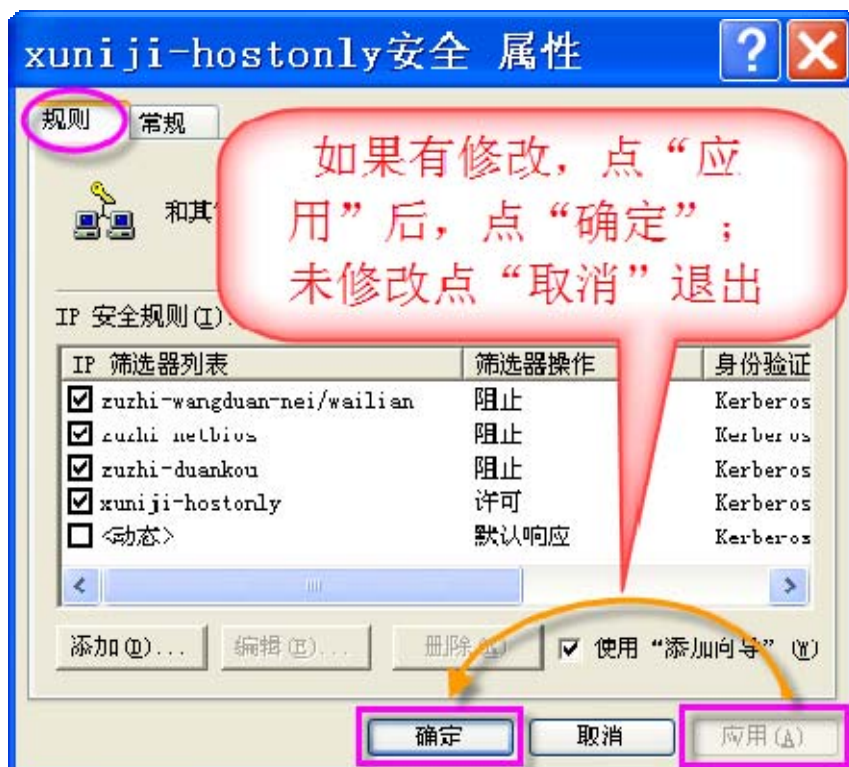 xuniji-hostonly安全 属性
规则 常规
如果有修改，点“应
用”后，点“确定”；
未修改点“取消”退出
和其
IP 安全规则(I)
IP 筛选器列表 筛选器操作 身份验证
zuzhi-wangduan-nei/wailian 阻止 Kerberos
zuzhi netbios 阻止 Kerberos
zuzhi-duankou 阻止 Kerberos
xuniji-hostonly 许可 Kerberos
<动态> 默认响应 Kerberos
添加(D)... 编辑(E)... 删除 使用“添加向导”(W)
确定 取消 应用(A)